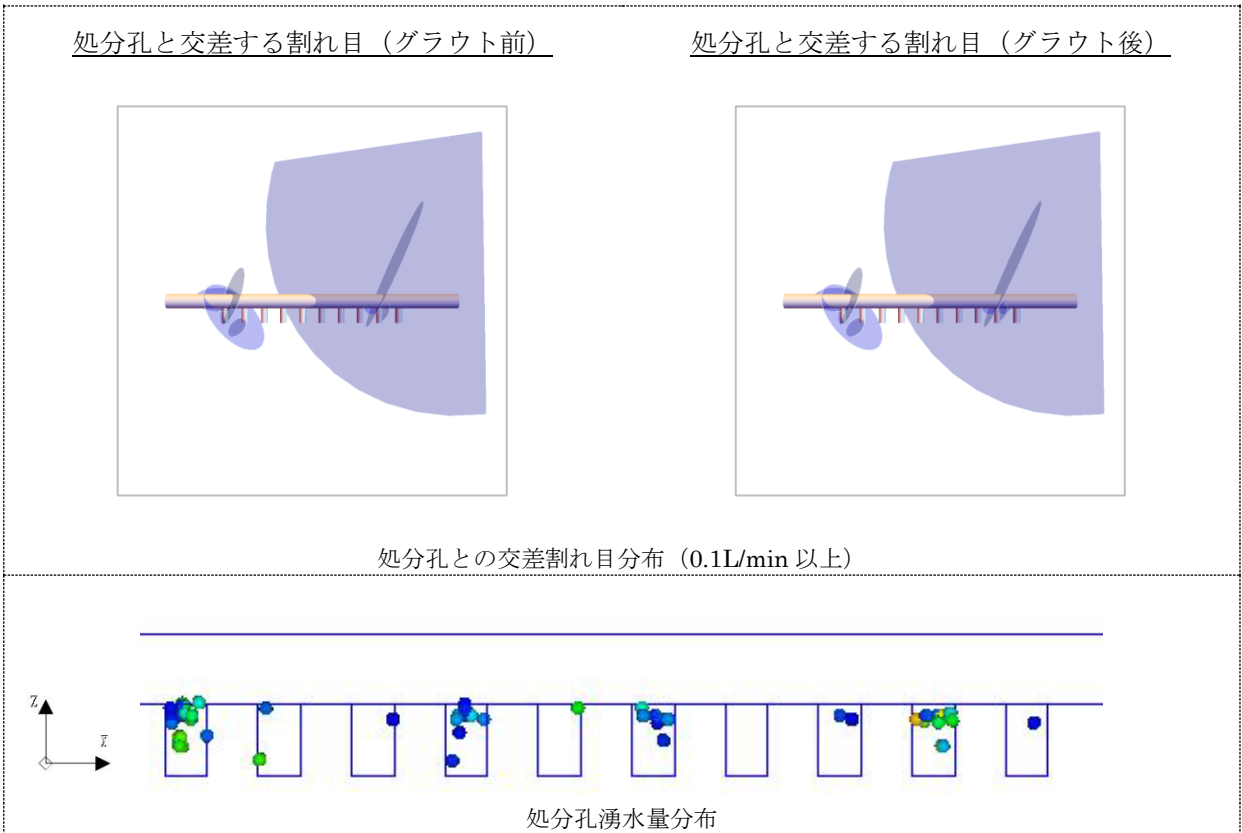 処分孔と交差する割れ目（グラウト前）
処分孔と交差する割れ目（グラウト後）
処分孔との交差割れ目分布（0.1L/min 以上）
Z
処分孔湧水量分布